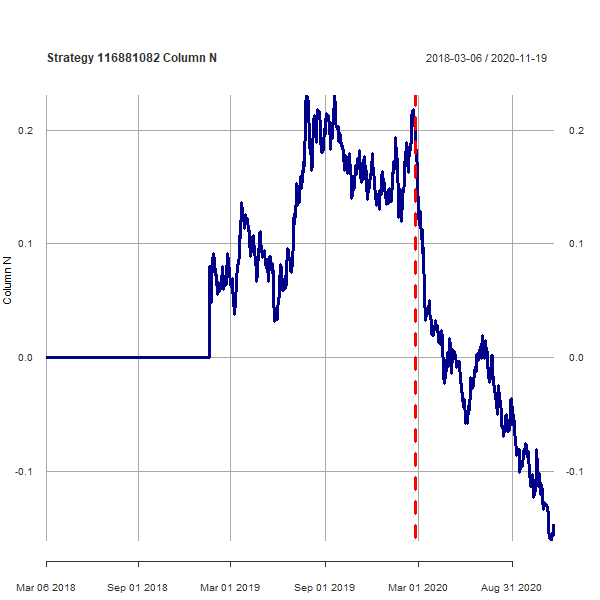 Strategy 116881082 Column N
2018-03-06 / 2020-11-19
Column N
0.2
0.2
0.1
0.1
0.0
0.0
-0.1
-0.1
Mar 06 2018
Sep 01 2018
Mar 01 2019
Sep 01 2019
Mar 01 2020
Aug 31 2020